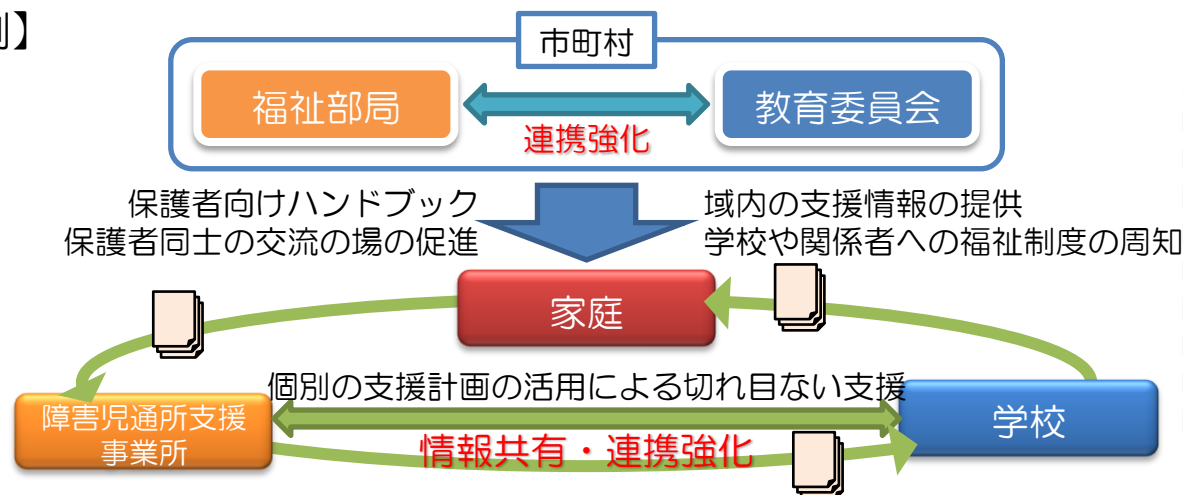 例】
市町村
福祉部局
教育委員会
連携強化
保護者向けハンドブック
保護者同士の交流の場の促進
域内の支援情報の提供
学校や関係者への福祉制度の周知
家庭
個別の支援計画の活用による切れ目ない支援
障害児通所支援
事業所
学校
情報共有・連携強化